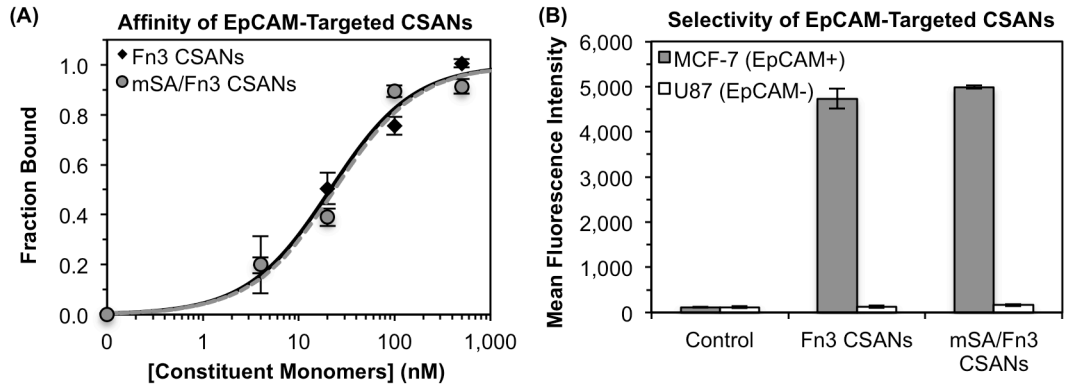 (A)
Affinity of EpCAM-Targeted CSANs
Fn3 CSANs
mSA/Fn3 CSANs
Fraction Bound
1.0
0.8
0.6
0.4
0.2
0.0
0
1
10
100
1,000
[Constituent Monomers] (nM)
(B)
Selectivity of EpCAM-Targeted CSANs
MCF-7 (EpCAM+)
U87 (EpCAM-)
Mean Fluorescence Intensity
6,000
5,000
4,000
3,000
2,000
1,000
0
Control
Fn3 CSANs
mSA/Fn3
CSANs